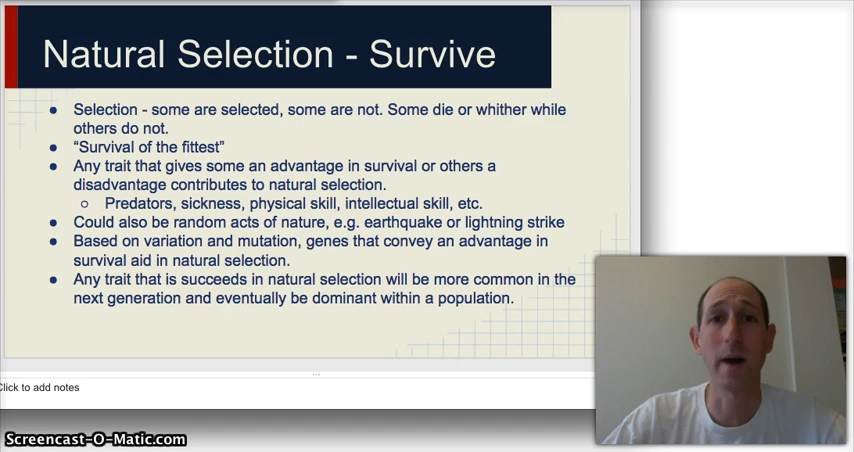 Natural Selection - Survive
● Selection - some are selected, some are not. Some die or whither while
others do not.
● “Survival of the fittest”
● Any trait that gives some an advantage in survival or others a
disadvantage contributes to natural selection.
○ Predators, sickness, physical skill, intellectual skill, etc.
● Could also be random acts of nature, e.g. earthquake or lightning strike
● Based on variation and mutation, genes that convey an advantage in
survival aid in natural selection.
● Any trait that is succeeds in natural selection will be more common in the
next generation and eventually be dominant within a population.
Click to add notes
Screencast-O-Matic.com